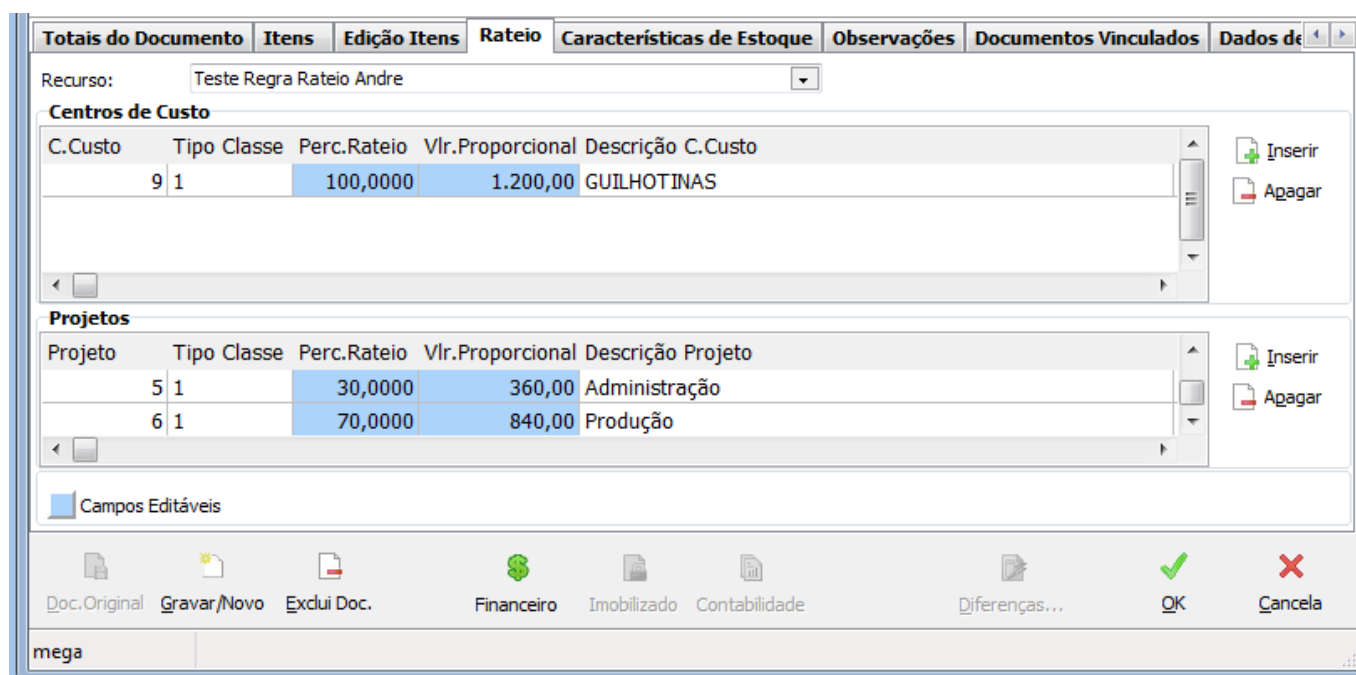 Totais do Documento Itens Edição Itens Rateio Características de Estoque Observações Documentos Vinculados Dados de
Recurso: Teste Regra Rateio Andre
Centros de Custo
C.Custo Tipo Classe Perc.Rateio Vlr.Proporcional Descrição C.Custo
9 1 100,0000 1.200,00 GUILHOTINAS
Inserir
Apagar
Projetos
Projeto Tipo Classe Perc.Rateio Vlr.Proporcional Descrição Projeto
5 1 30,0000 360,00 Administração
6 1 70,0000 840,00 Produção
Inserir
Apagar
Campos Editáveis
Doc.Original Gravar/Novo Exclui Doc. Financeiro Imobilizado Contabilidade Diferenças... OK Cancela
mega